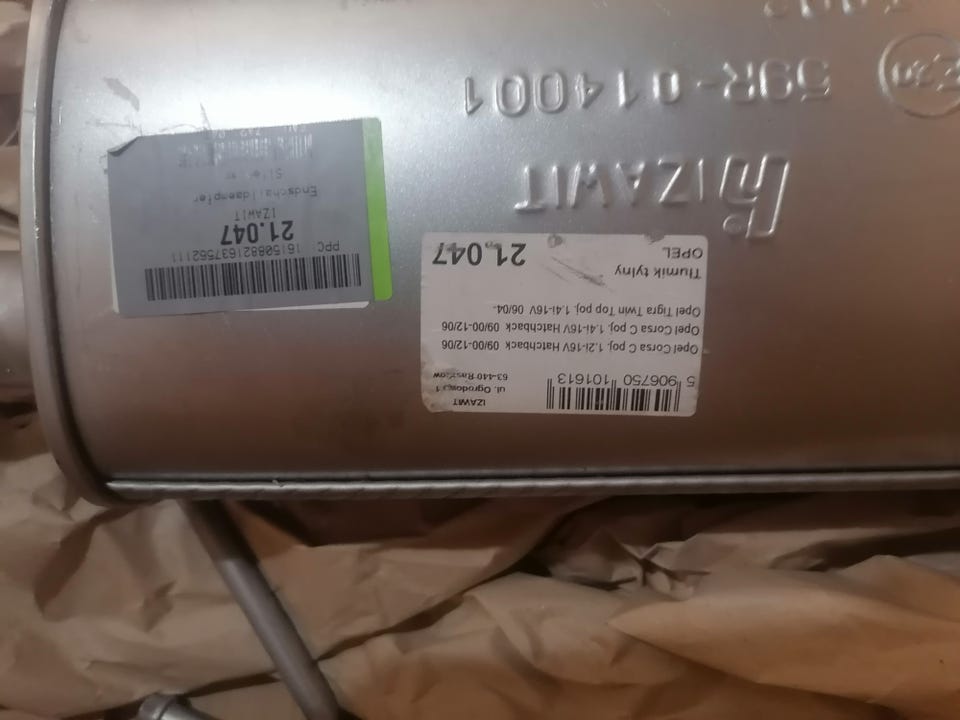 5 906750 101613
IZAWIT
ul. Ogrodowa 1
63-440 Raszków
Opel Corsa C poj. 1.2i-16V Hatchback 09/00-12/06
Opel Corsa C poj. 1.4i-16V Hatchback 09/00-12/06
Opel Tigra Twin Top poj. 1.4i-16V 06/04-
Tłumik tylny
OPEL 21.047
PPC
21.047
IZAWIT
Endschalldaempfer
IZAWIT
E20 59R-014001